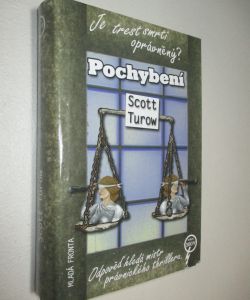 Je trest smrti
oprávněný?
Pochybení
Scott
Turow
Odpověď hledá mistr
právnického thrilleru.
MLADÁ FRONTA